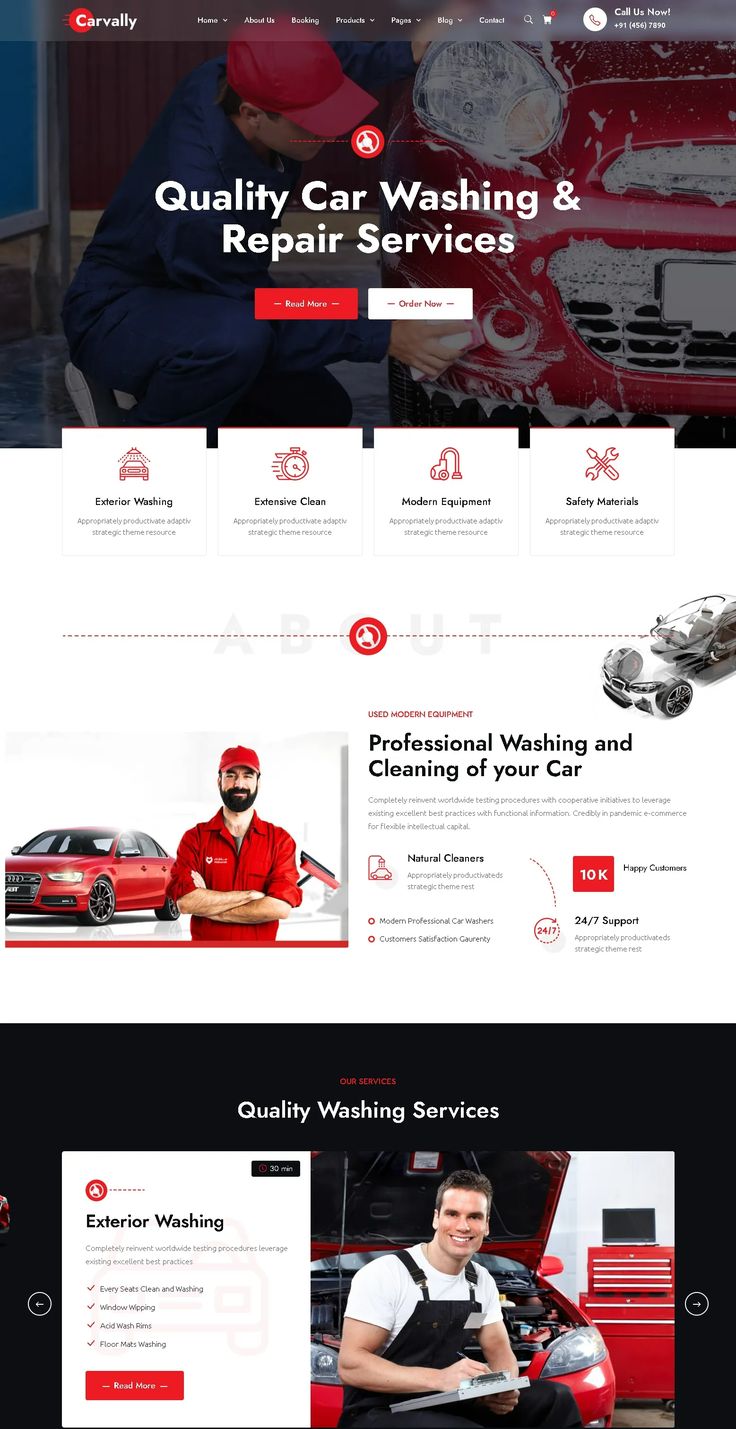 Carvally
Home
About Us
Booking
Products
Pages
Blog
Contact
0
Call Us Now!
+91 (456) 7890
Quality Car Washing &
Repair Services
— Read More —
— Order Now —
Exterior Washing
Appropriately productivate adaptiv
strategic theme resource
Extensive Clean
Appropriately productivate adaptiv
strategic theme resource
Modern Equipment
Appropriately productivate adaptiv
strategic theme resource
Safety Materials
Appropriately productivate adaptiv
strategic theme resource
ABOUT
USED MODERN EQUIPMENT
Professional Washing and
Cleaning of your Car
Completely reinvent worldwide testing procedures with cooperative initiatives to leverage
existing excellent best practices with functional information. Credibly in pandemic e-commerce
for flexible intellectual capital.
Natural Cleaners
Appropriately productivateds
strategic theme rest
10K
Happy Customers
Modern Professional Car Washers
Customers Satisfaction Gaurenty
24/7
24/7 Support
Appropriately productivateds
strategic theme rest
OUR SERVICES
Quality Washing Services
30 min
Exterior Washing
Completely reinvent worldwide testing procedures leverage
existing excellent best practices
Every Seats Clean and Washing
Window Wipping
Acid Wash Rims
Floor Mats Washing
— Read More —